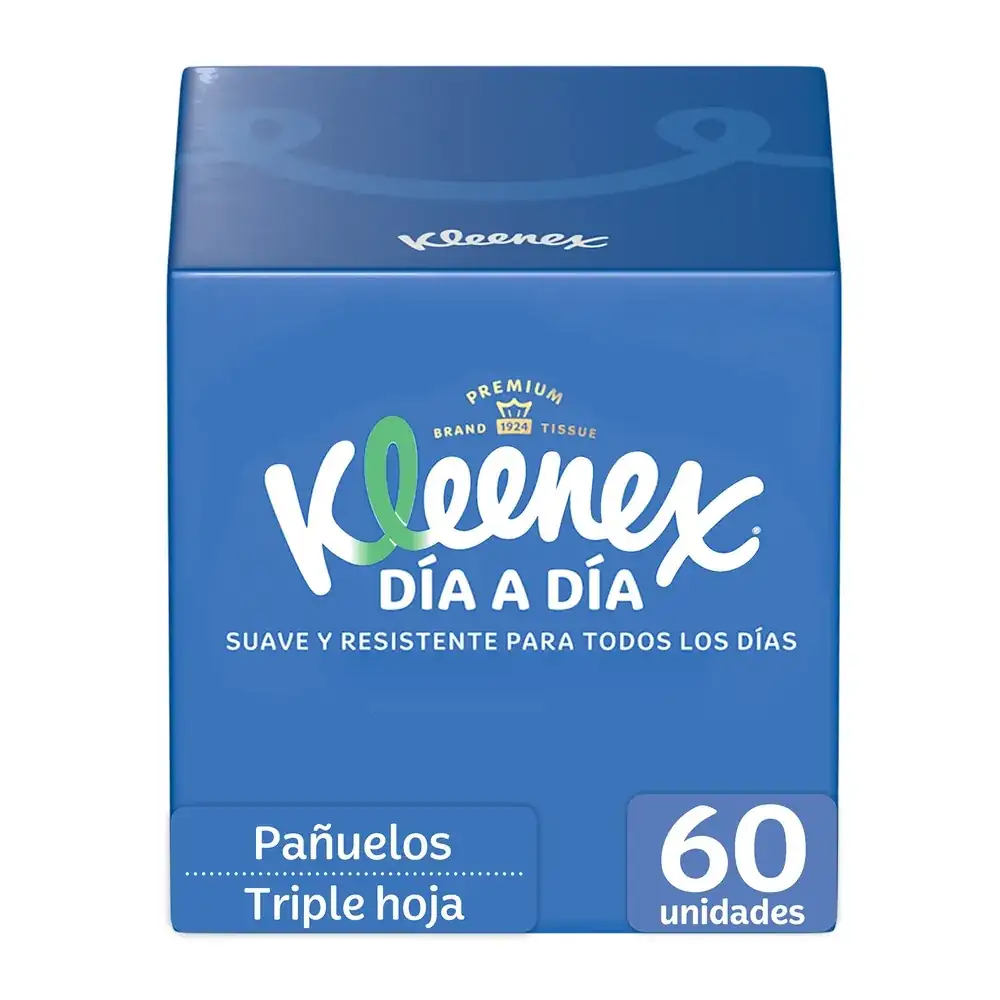 Kleenex
PREMIUM
BRAND 1924 TISSUE
Kleenex®
DÍA A DÍA
SUAVE Y RESISTENTE PARA TODOS LOS DÍAS
Pañuelos
Triple hoja
60
unidades